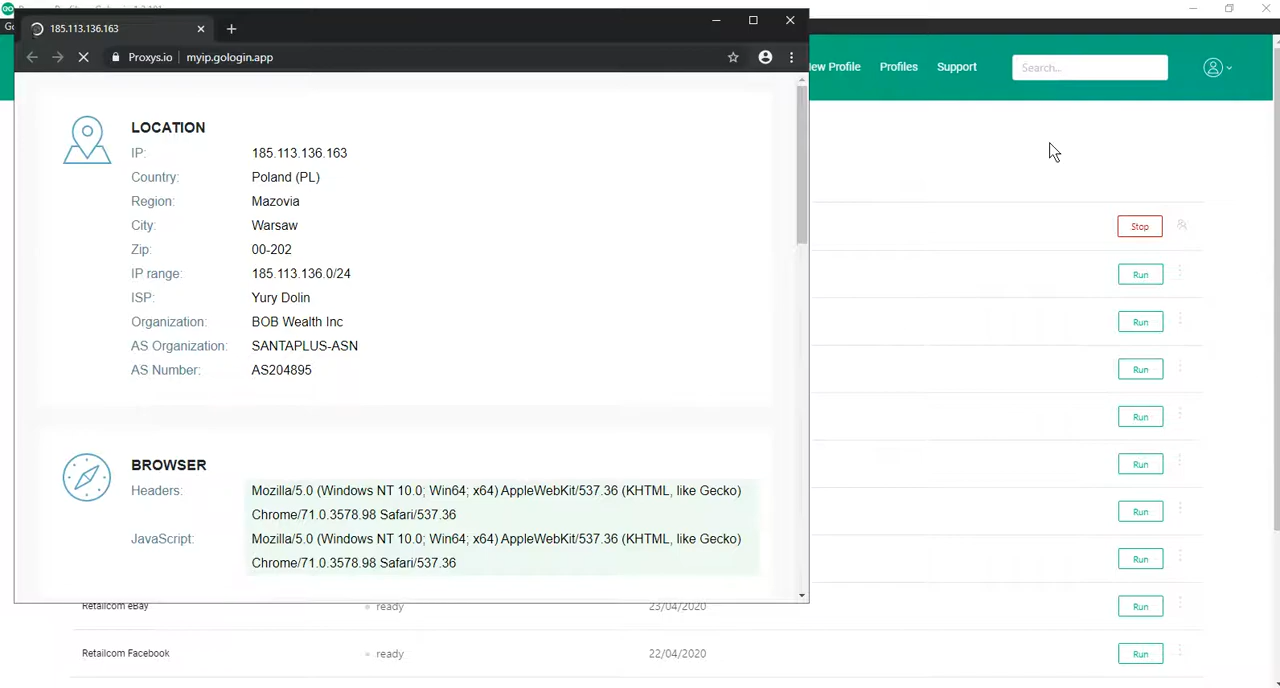 185.113.136.163
Proxys.io | myip.gologin.app
New Profile Profiles Support Search...
LOCATION
IP: 185.113.136.163
Country: Poland (PL)
Region: Mazovia
City: Warsaw
Zip: 00-202
IP range: 185.113.136.0/24
ISP: Yury Dolin
Organization: BOB Wealth Inc
AS Organization: SANTAPLUS-ASN
AS Number: AS204895
BROWSER
Headers: Mozilla/5.0 (Windows NT 10.0; Win64; x64) AppleWebKit/537.36 (KHTML, like Gecko)
Chrome/71.0.3578.98 Safari/537.36
JavaScript: Mozilla/5.0 (Windows NT 10.0; Win64; x64) AppleWebKit/537.36 (KHTML, like Gecko)
Chrome/71.0.3578.98 Safari/537.36
Stop
Run
Run
Run
Run
Run
Run
Run
Retailcom eBay ready 23/04/2020 Run
Retailcom Facebook ready 22/04/2020 Run